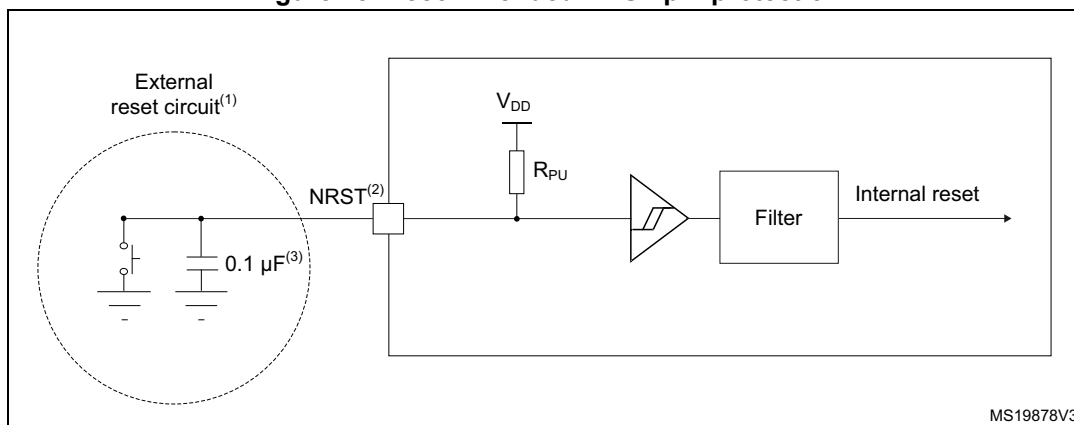 External
reset circuit(1)
VDD
RPU
NRST(2)
0.1 µF(3)
Filter
Internal reset
MS19878V3